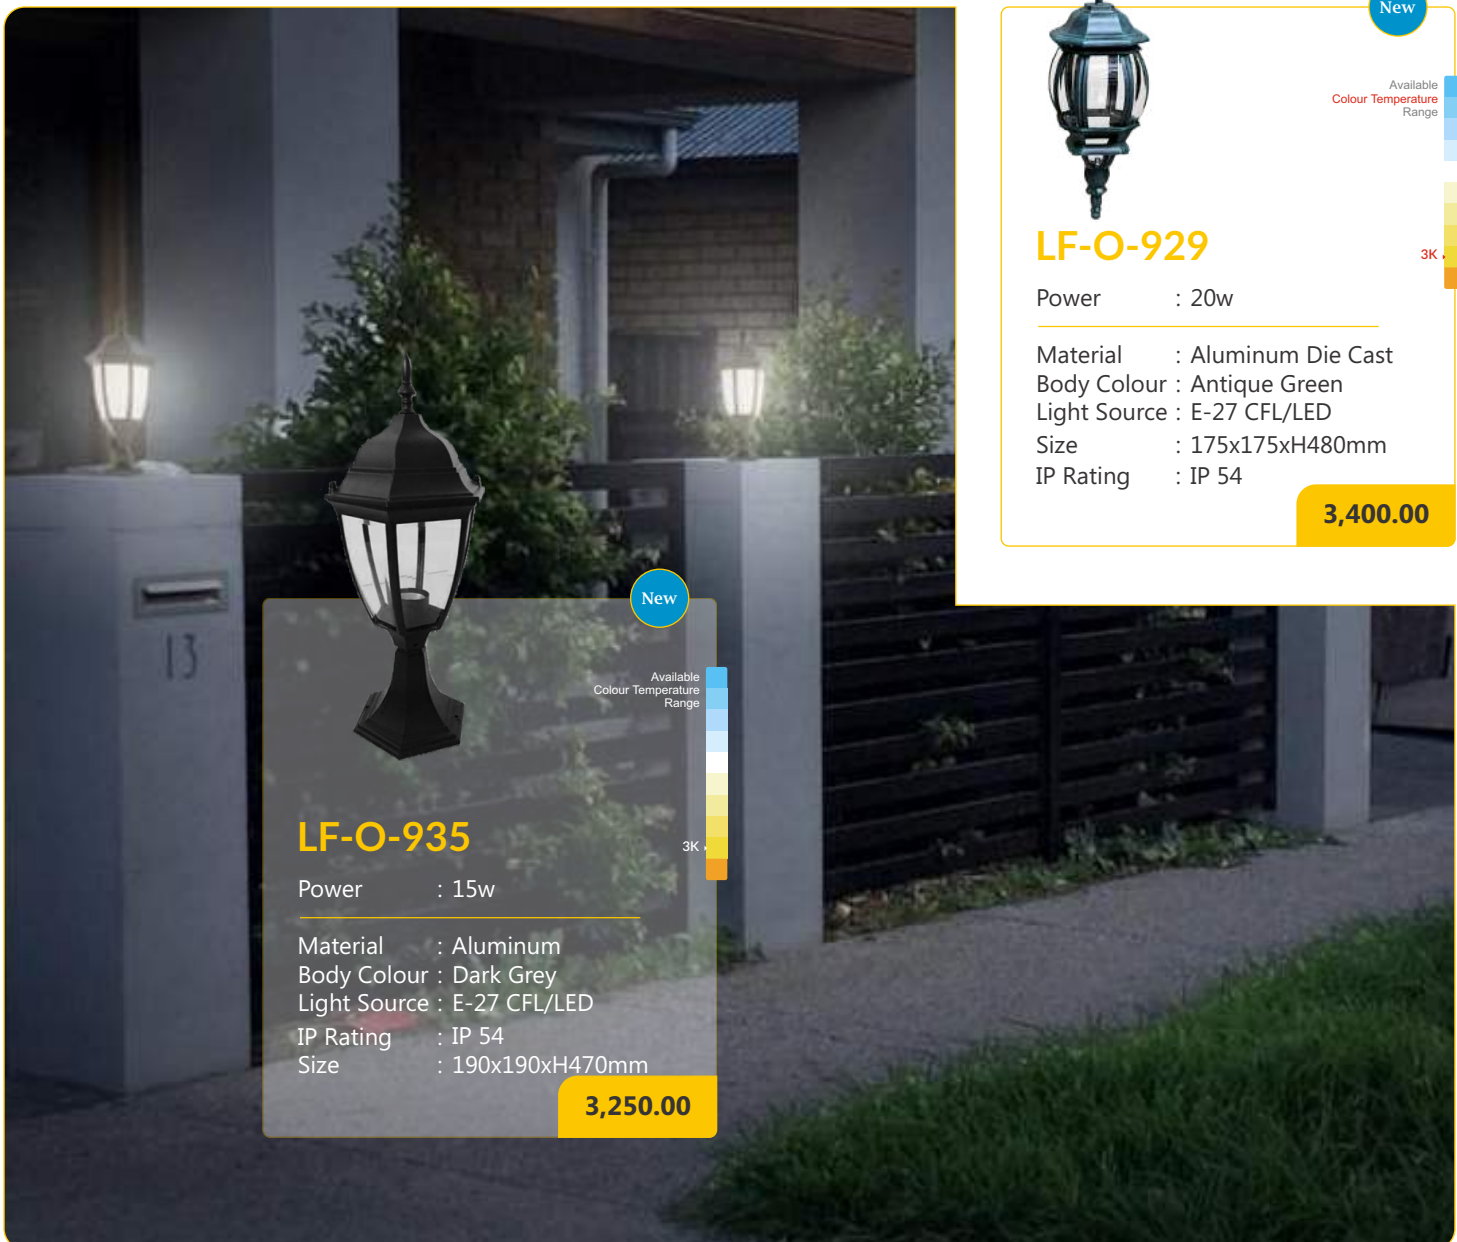 New
Available
Colour Temperature
Range
3K
LF-O-929
Power : 20w
Material : Aluminum Die Cast
Body Colour : Antique Green
Light Source : E-27 CFL/LED
Size : 175x175xH480mm
IP Rating : IP 54
3,400.00
13
New
Available
Colour Temperature
Range
3K
LF-O-935
Power : 15w
Material : Aluminum
Body Colour : Dark Grey
Light Source : E-27 CFL/LED
IP Rating : IP 54
Size : 190x190xH470mm
3,250.00